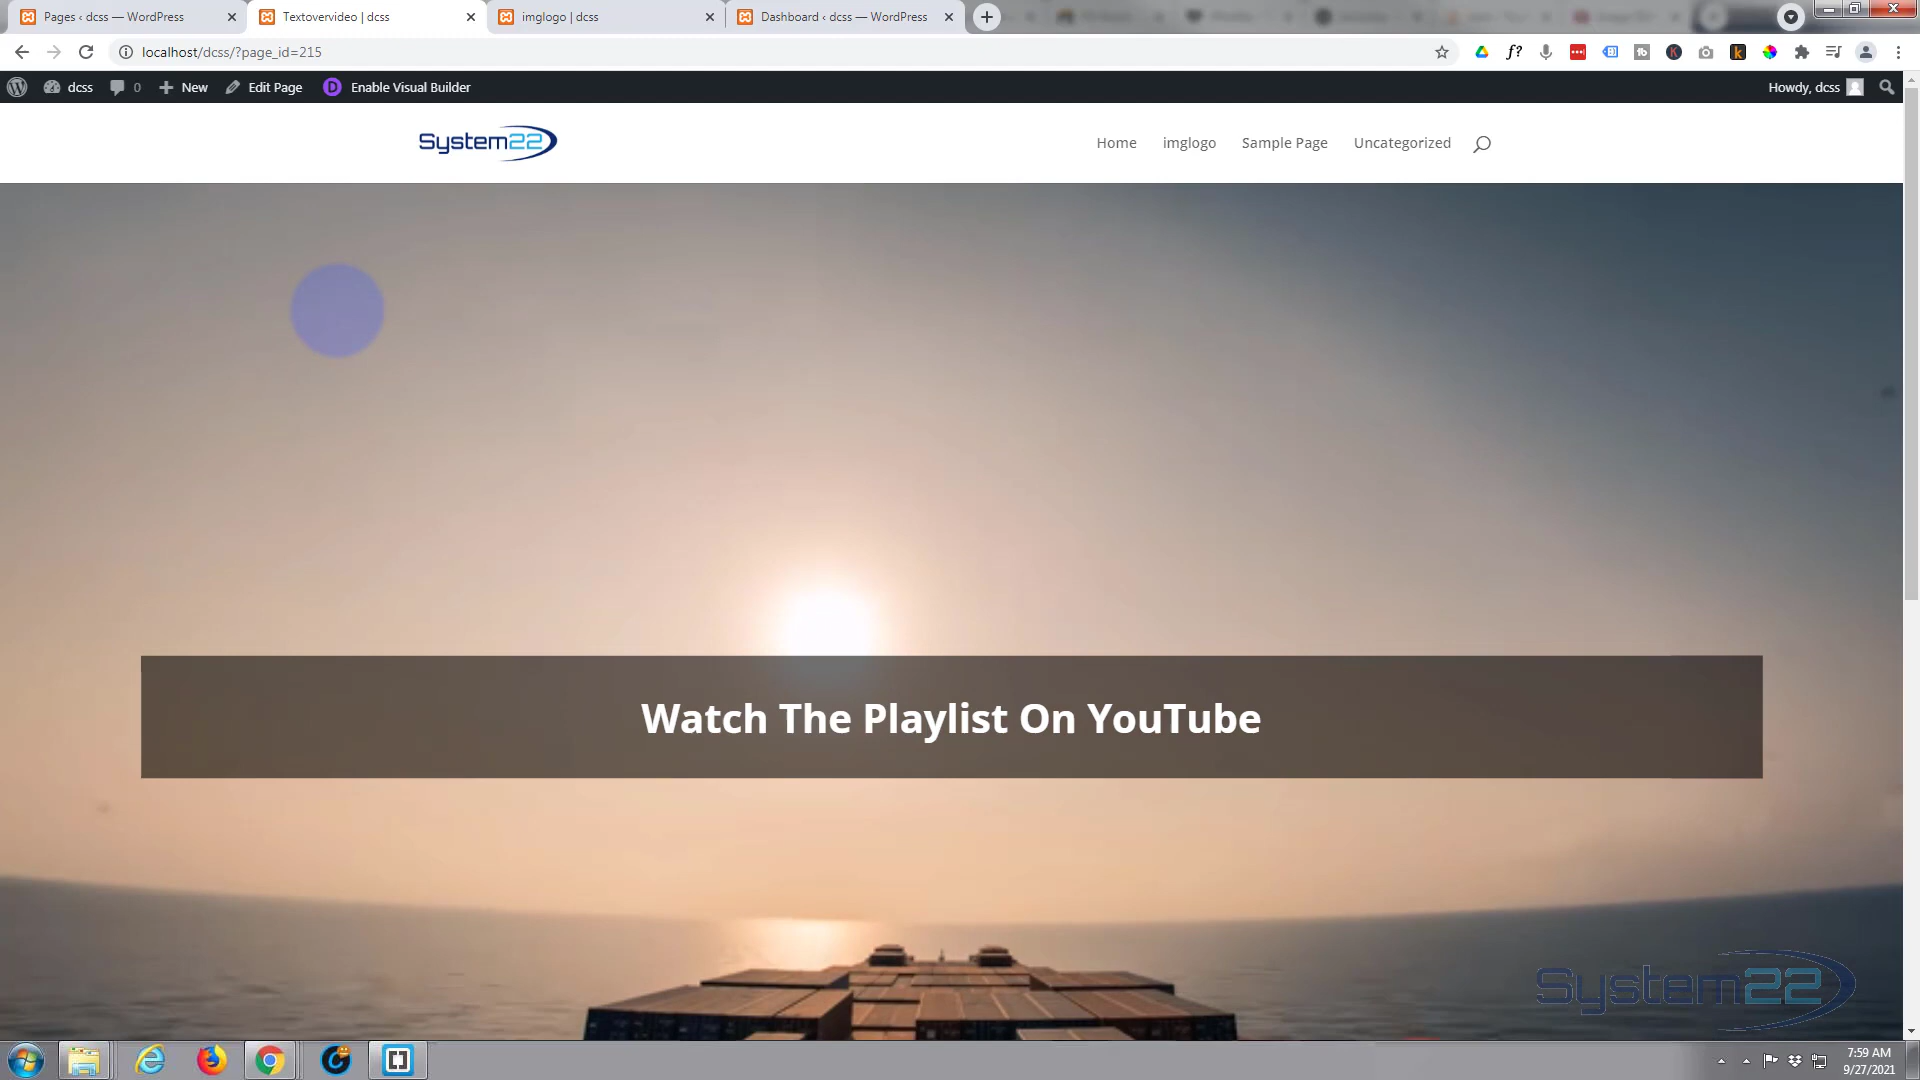 Pages ‹ dcss — WordPress
Textovervideo | dcss
imglogo | dcss
Dashboard ‹ dcss — WordPress
localhost/dcss/?page_id=215
dcss
0
New
Edit Page
Enable Visual Builder
Howdy, dcss
System22
Home
imglogo
Sample Page
Uncategorized
Watch The Playlist On YouTube
System22
7:59 AM
9/27/2021